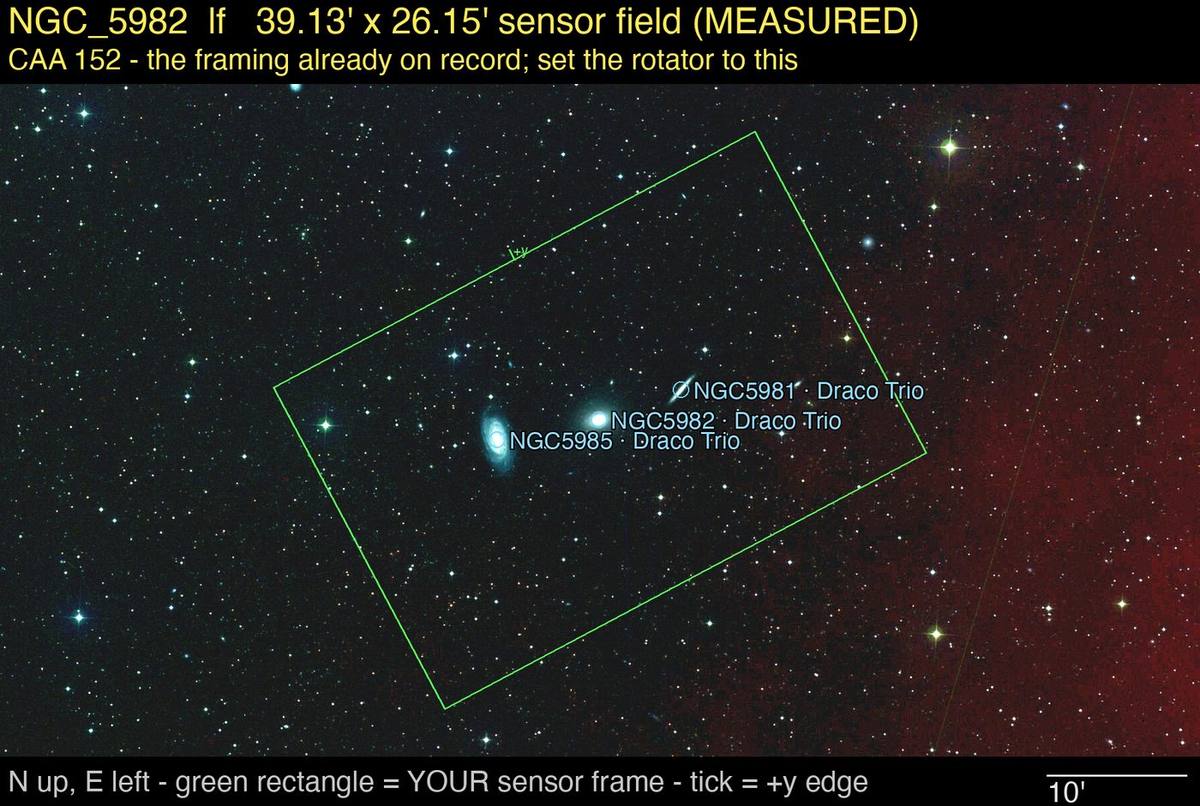 NGC_5982 lf 39.13' x 26.15' sensor field (MEASURED)
CAA 152 - the framing already on record; set the rotator to this
+y
NGC5981 · Draco Trio
NGC5982 · Draco Trio
NGC5985 · Draco Trio
N up, E left - green rectangle = YOUR sensor frame - tick = +y edge
10'